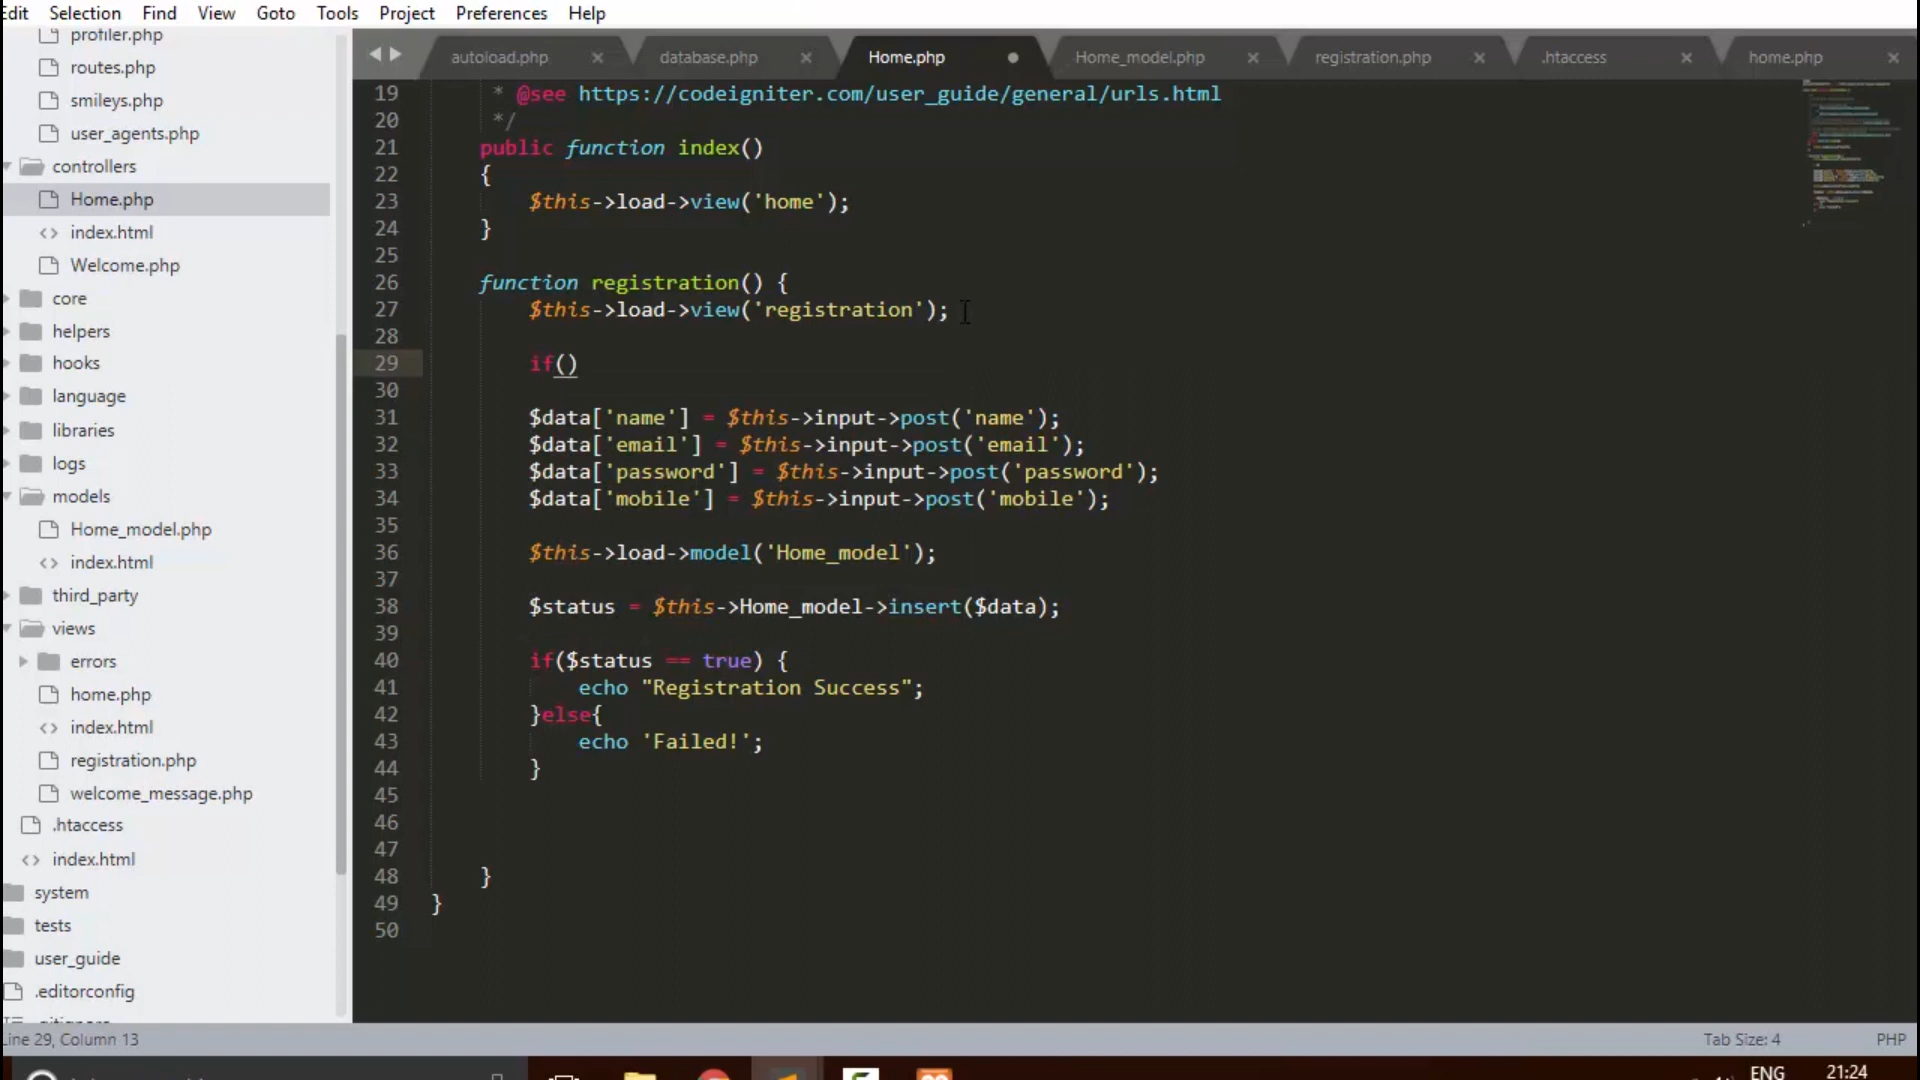 Edit Selection Find View Goto Tools Project Preferences Help
profiler.php
routes.php
smileys.php
user_agents.php
controllers
Home.php
index.html
Welcome.php
core
helpers
hooks
language
libraries
logs
models
Home_model.php
index.html
third_party
views
errors
home.php
index.html
registration.php
welcome_message.php
.htaccess
index.html
system
tests
user_guide
.editorconfig
autoload.php × database.php × Home.php Home_model.php × registration.php × .htaccess × home.php ×
19 * @see https://codeigniter.com/user_guide/general/urls.html
20 */
21 public function index()
22 {
23 $this->load->view('home');
24 }
25
26 function registration() {
27 $this->load->view('registration');
28
29 if()
30
31 $data['name'] = $this->input->post('name');
32 $data['email'] = $this->input->post('email');
33 $data['password'] = $this->input->post('password');
34 $data['mobile'] = $this->input->post('mobile');
35
36 $this->load->model('Home_model');
37
38 $status = $this->Home_model->insert($data);
39
40 if($status == true) {
41 echo "Registration Success";
42 }else{
43 echo 'Failed!';
44 }
45
46
47
48 }
49 }
50
Line 29, Column 13 Tab Size: 4 PHP
ENG 21:24